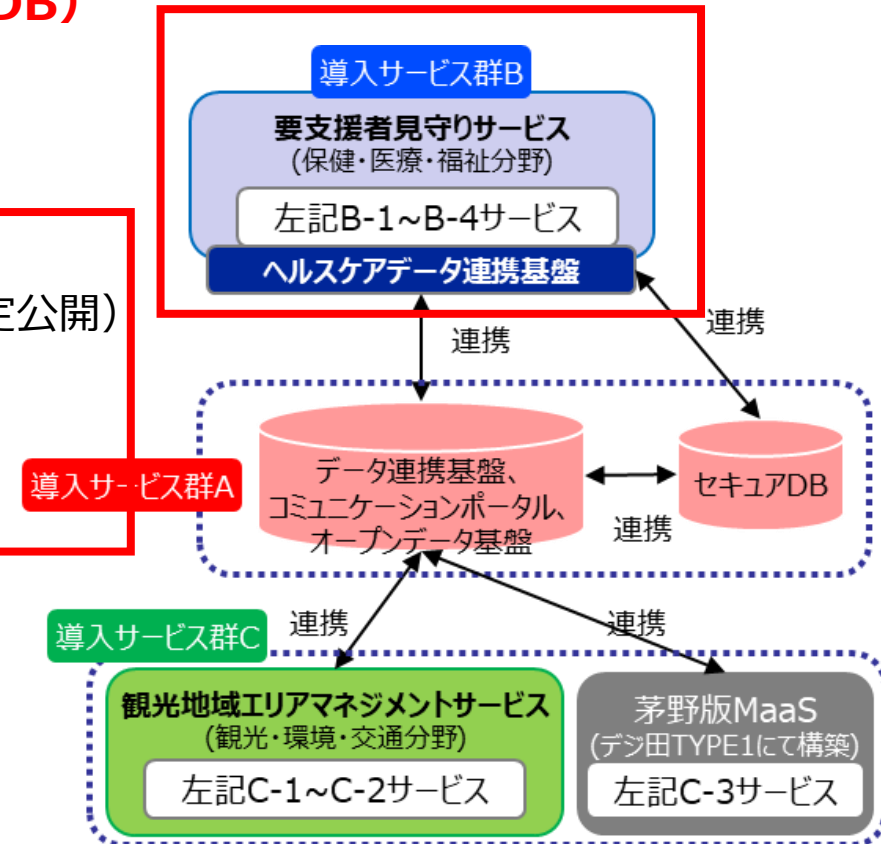 DB）
導入サービス群B
要支援者見守りサービス
(保健・医療・福祉分野)
左記B-1~B-4サービス
ヘルスケアデータ連携基盤
定公開）
連携
連携
導入サービス群A
データ連携基盤、
コミュニケーションポータル、
オープンデータ基盤
セキュアDB
連携
導入サービス群C
連携
連携
観光地域エリアマネジメントサービス
(観光・環境・交通分野)
左記C-1~C-2サービス
茅野版MaaS
(デジ田TYPE1にて構築)
左記C-3サービス